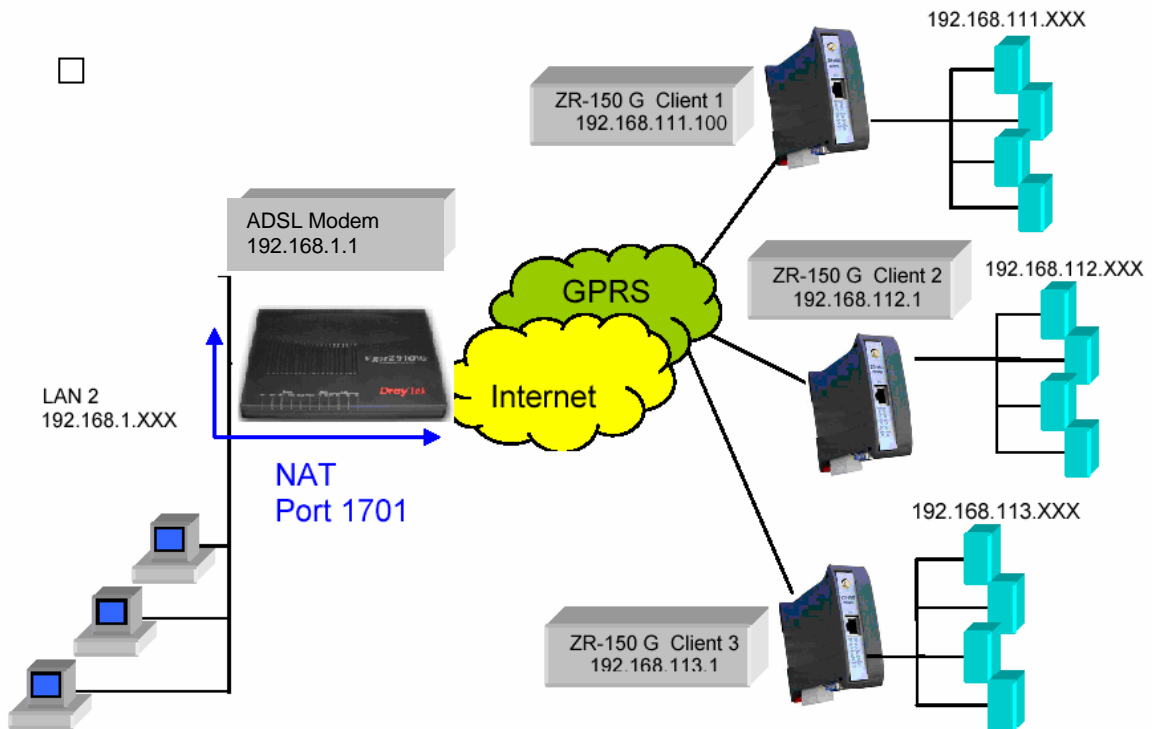 192.168.111.XXX
ZR-150 G Client 1
192.168.111.100
ADSL Modem
192.168.1.1
GPRS
ZR-150 G Client 2
192.168.112.1
192.168.112.XXX
DrayTek
Internet
LAN 2
192.168.1.XXX
NAT
Port 1701
192.168.113.XXX
ZR-150 G Client 3
192.168.113.1